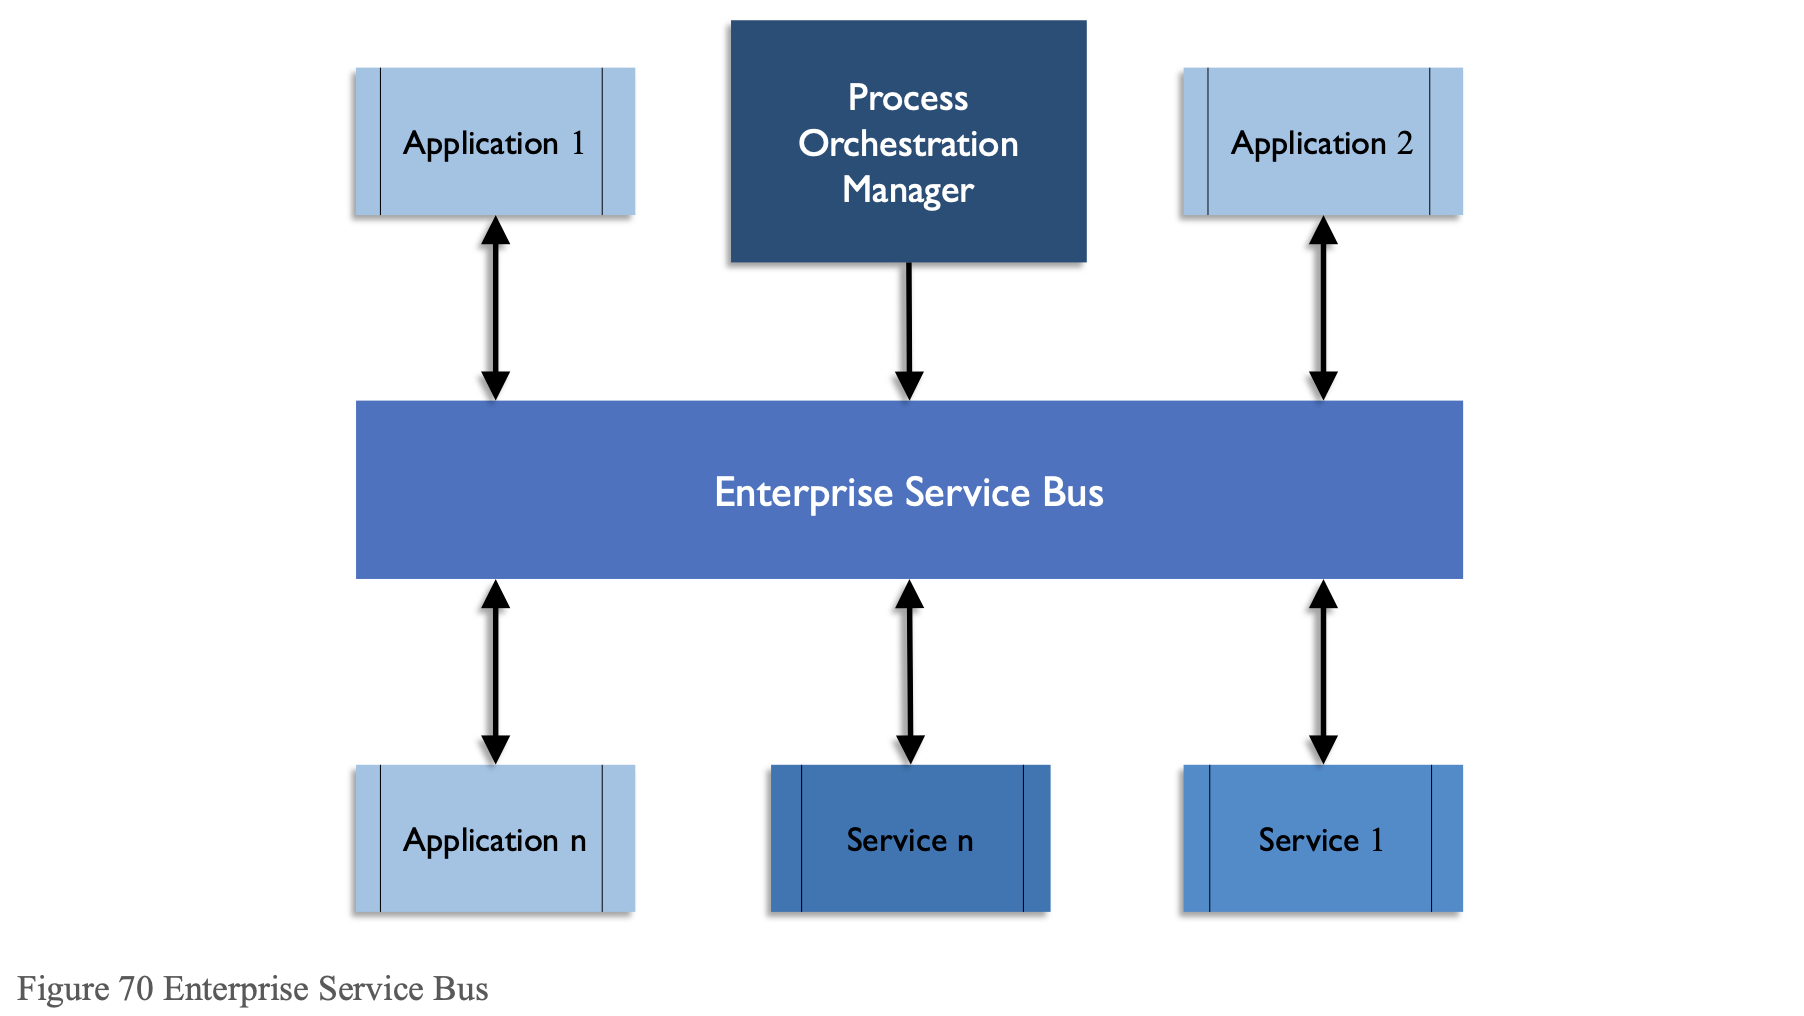 Application 1
Process
Orchestration
Manager
Application 2
Enterprise Service Bus
Application n
Service n
Service 1
Figure 70 Enterprise Service Bus